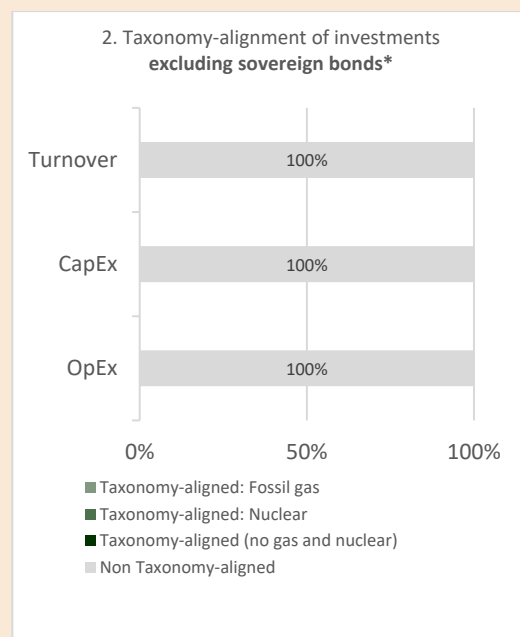 2. Taxonomy-alignment of investments
excluding sovereign bonds*
Turnover
100%
CapEx
100%
OpEx
100%
0%
50%
100%
Taxonomy-aligned: Fossil gas
Taxonomy-aligned: Nuclear
Taxonomy-aligned (no gas and nuclear)
Non Taxonomy-aligned